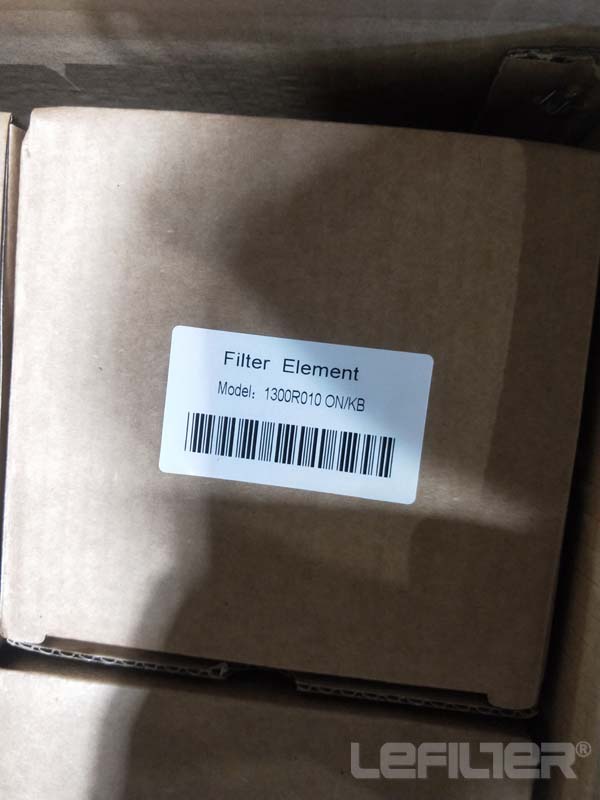 Filter Element
Model: 1300R010 ON/KB
LEFILTER®